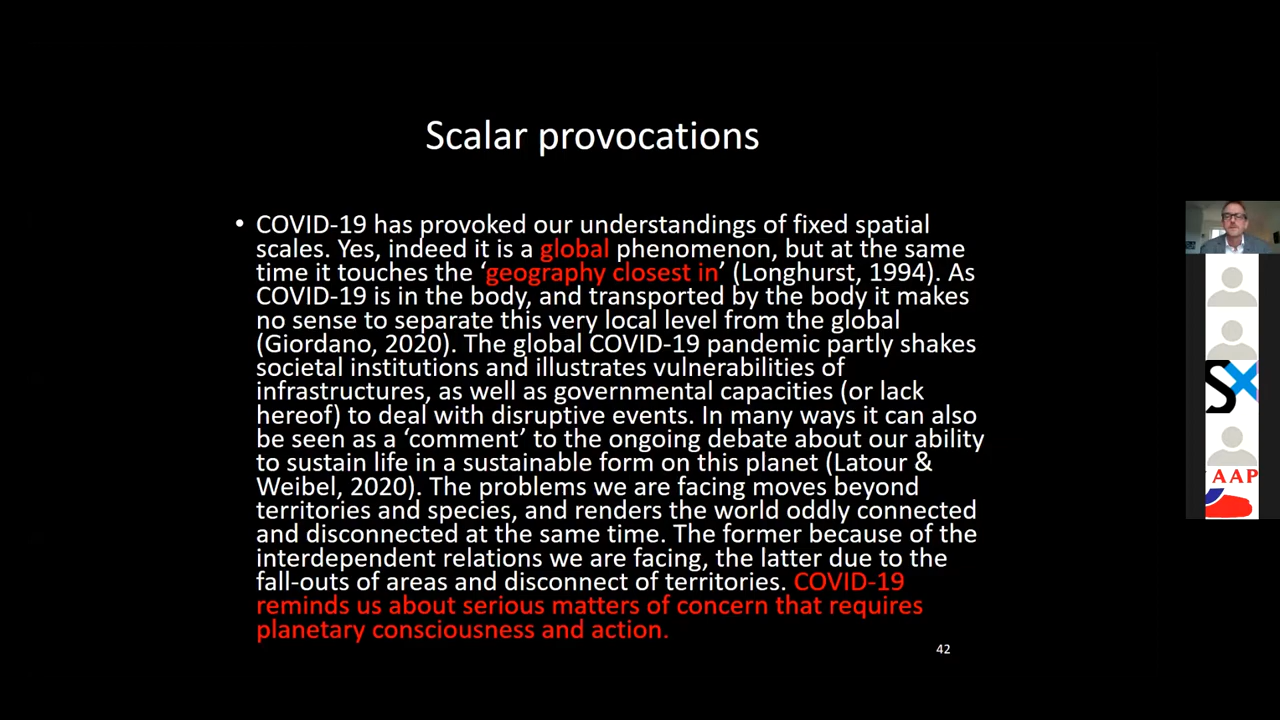 Scalar provocations
• COVID-19 has provoked our understandings of fixed spatial
scales. Yes, indeed it is a global phenomenon, but at the same
time it touches the ‘geography closest in’ (Longhurst, 1994). As
COVID-19 is in the body, and transported by the body it makes
no sense to separate this very local level from the global
(Giordano, 2020). The global COVID-19 pandemic partly shakes
societal institutions and illustrates vulnerabilities of
infrastructures, as well as governmental capacities (or lack
hereof) to deal with disruptive events. In many ways it can also
be seen as a ‘comment’ to the ongoing debate about our ability
to sustain life in a sustainable form on this planet (Latour &
Weibel, 2020). The problems we are facing moves beyond
territories and species, and renders the world oddly connected
and disconnected at the same time. The former because of the
interdependent relations we are facing, the latter due to the
fall-outs of areas and disconnect of territories. COVID-19
reminds us about serious matters of concern that requires
planetary consciousness and action.
42
SX
AAP